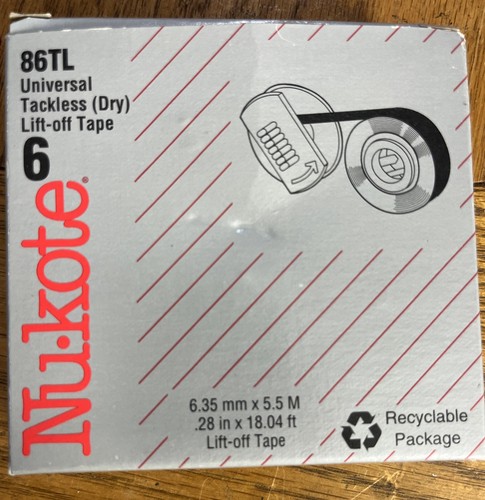 86TL
Universal
Tackless (Dry)
Lift-off Tape
6
Nu·kote®
6.35 mm x 5.5 M
.28 in x 18.04 ft
Lift-off Tape
Recyclable
Package